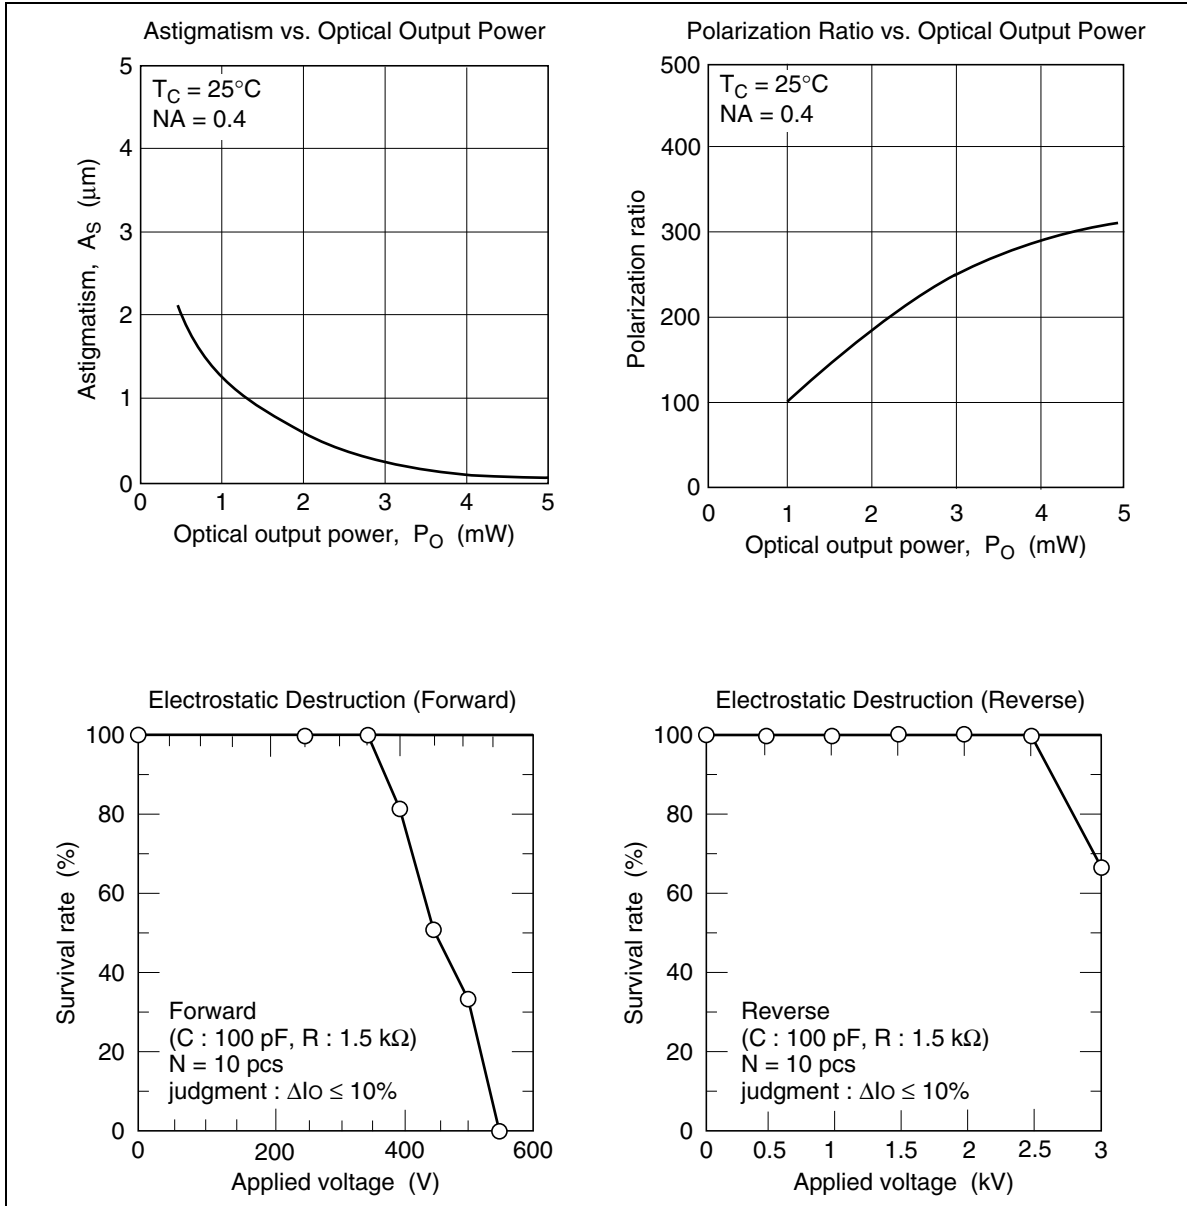 Astigmatism vs. Optical Output Power
5
T_C = 25°C
NA = 0.4
4
3
2
1
0
Astigmatism, A_S (μm)
0 1 2 3 4 5
Optical output power, P_O (mW)
Polarization Ratio vs. Optical Output Power
500
T_C = 25°C
NA = 0.4
400
300
200
100
0
Polarization ratio
0 1 2 3 4 5
Optical output power, P_O (mW)
Electrostatic Destruction (Forward)
100
80
60
40
20
0
Survival rate (%)
Forward
(C : 100 pF, R : 1.5 kΩ)
N = 10 pcs
judgment : ΔIO ≤ 10%
0 200 400 600
Applied voltage (V)
Electrostatic Destruction (Reverse)
100
80
60
40
20
0
Survival rate (%)
Reverse
(C : 100 pF, R : 1.5 kΩ)
N = 10 pcs
judgment : ΔIO ≤ 10%
0 0.5 1 1.5 2 2.5 3
Applied voltage (kV)